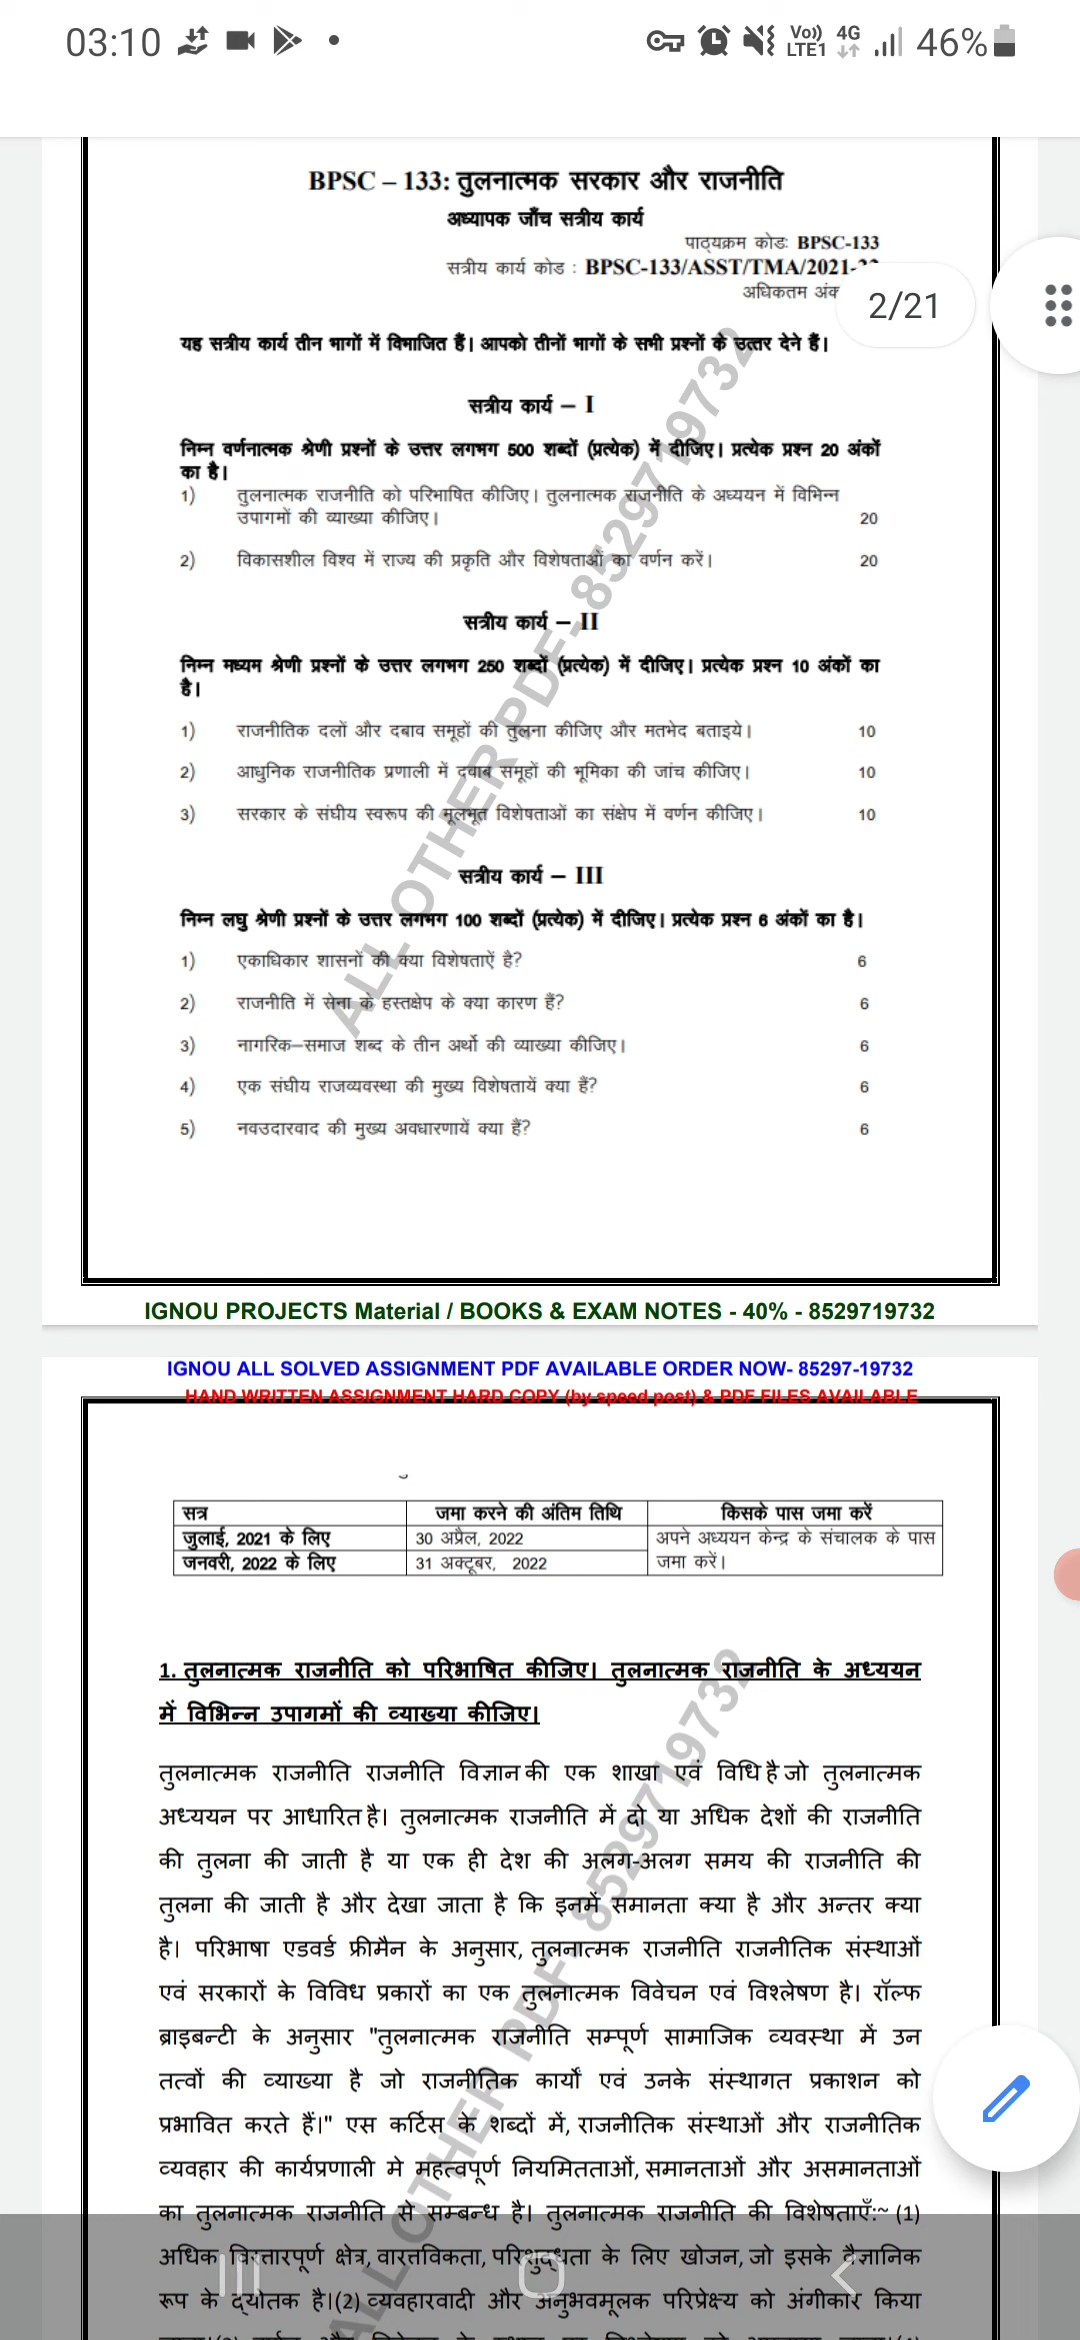 03:10
Vo)) LTE1 4G 46%
BPSC – 133: तुलनात्मक सरकार और राजनीति
अध्यापक जाँच सत्रीय कार्य
पाठ्यक्रम कोडः BPSC-133
सत्रीय कार्य कोड : BPSC-133/ASST/TMA/2021-
अधिकतम अंक
2/21
यह सत्रीय कार्य तीन भागों में विभाजित हैं। आपको तीनों भागों के सभी प्रश्नों के उत्तर देने हैं।
सत्रीय कार्य – I
निम्न वर्णनात्मक श्रेणी प्रश्नों के उत्तर लगभग 500 शब्दों (प्रत्येक) में दीजिए। प्रत्येक प्रश्न 20 अंकों
का है।
1) तुलनात्मक राजनीति को परिभाषित कीजिए। तुलनात्मक राजनीति के अध्ययन में विभिन्न
उपागमों की व्याख्या कीजिए। 20
2) विकासशील विश्व में राज्य की प्रकृति और विशेषताओं का वर्णन करें। 20
सत्रीय कार्य – II
निम्न मध्यम श्रेणी प्रश्नों के उत्तर लगभग 250 शब्दों (प्रत्येक) में दीजिए। प्रत्येक प्रश्न 10 अंकों का
है।
1) राजनीतिक दलों और दबाव समूहों की तुलना कीजिए और मतभेद बताइये। 10
2) आधुनिक राजनीतिक प्रणाली में दवाब समूहों की भूमिका की जांच कीजिए। 10
3) सरकार के संघीय स्वरूप की मूलभूत विशेषताओं का संक्षेप में वर्णन कीजिए। 10
सत्रीय कार्य – III
निम्न लघु श्रेणी प्रश्नों के उत्तर लगभग 100 शब्दों (प्रत्येक) में दीजिए। प्रत्येक प्रश्न 6 अंकों का है।
1) एकाधिकार शासनों की क्या विशेषताऐं है? 6
2) राजनीति में सेना के हस्तक्षेप के क्या कारण हैं? 6
3) नागरिक–समाज शब्द के तीन अर्थो की व्याख्या कीजिए। 6
4) एक संघीय राजव्यवस्था की मुख्य विशेषतायें क्या हैं? 6
5) नवउदारवाद की मुख्य अवधारणायें क्या हैं? 6
ALL OTHER PDF- 8529719732
IGNOU PROJECTS Material / BOOKS & EXAM NOTES - 40% - 8529719732
IGNOU ALL SOLVED ASSIGNMENT PDF AVAILABLE ORDER NOW- 85297-19732
HAND WRITTEN ASSIGNMENT HARD COPY (by speed post) & PDF FILES AVAILABLE
सत्र जमा करने की अंतिम तिथि किसके पास जमा करें
जुलाई, 2021 के लिए 30 अप्रैल, 2022 अपने अध्ययन केन्द्र के संचालक के पास
जनवरी, 2022 के लिए 31 अक्टूबर, 2022 जमा करें।
1. तुलनात्मक राजनीति को परिभाषित कीजिए। तुलनात्मक राजनीति के अध्ययन
में विभिन्न उपागमों की व्याख्या कीजिए।
तुलनात्मक राजनीति राजनीति विज्ञान की एक शाखा एवं विधि है जो तुलनात्मक
अध्ययन पर आधारित है। तुलनात्मक राजनीति में दो या अधिक देशों की राजनीति
की तुलना की जाती है या एक ही देश की अलग-अलग समय की राजनीति की
तुलना की जाती है और देखा जाता है कि इनमें समानता क्या है और अन्तर क्या
है। परिभाषा एडवर्ड फ्रीमैन के अनुसार, तुलनात्मक राजनीति राजनीतिक संस्थाओं
एवं सरकारों के विविध प्रकारों का एक तुलनात्मक विवेचन एवं विश्लेषण है। रॉल्फ
ब्राइबन्टी के अनुसार "तुलनात्मक राजनीति सम्पूर्ण सामाजिक व्यवस्था में उन
तत्वों की व्याख्या है जो राजनीतिक कार्यों एवं उनके संस्थागत प्रकाशन को
प्रभावित करते हैं।" एस कर्टिस के शब्दों में, राजनीतिक संस्थाओं और राजनीतिक
व्यवहार की कार्यप्रणाली मे महत्वपूर्ण नियमितताओं, समानताओं और असमानताओं
का तुलनात्मक राजनीति से सम्बन्ध है। तुलनात्मक राजनीति की विशेषताएँ:~ (1)
अधिक विस्तारपूर्ण क्षेत्र, वास्तविकता, परिशुद्धता के लिए खोजन, जो इसके वैज्ञानिक
रूप के द्योतक है।(2) व्यवहारवादी और अनुभवमूलक परिप्रेक्ष्य को अंगीकार किया
ALL OTHER PDF- 8529719732